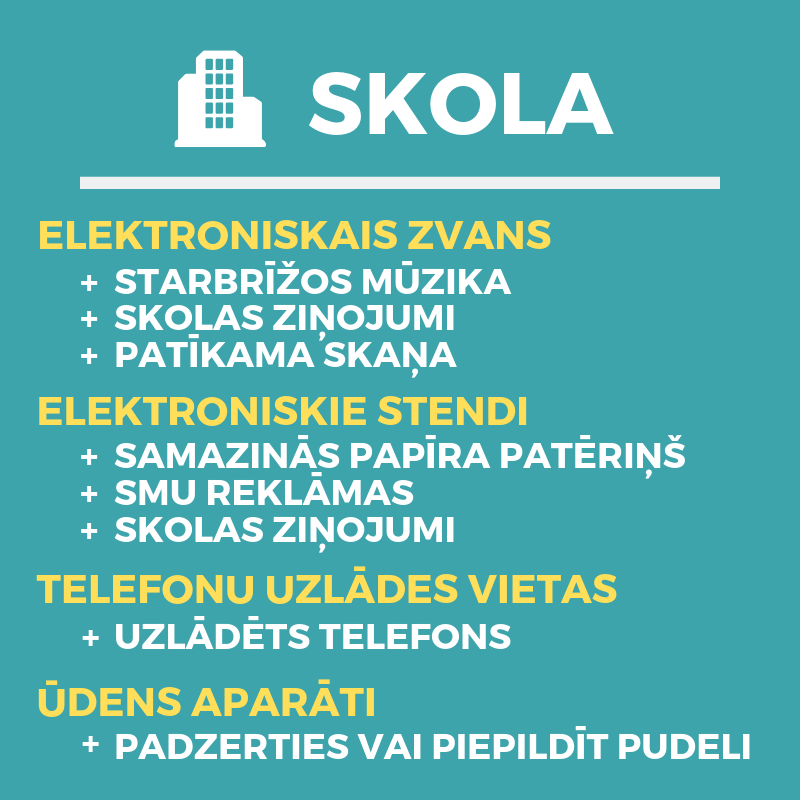 SKOLA
ELEKTRONISKAIS ZVANS
+ STARBRĪŽOS MŪZIKA
+ SKOLAS ZIŅOJUMI
+ PATĪKAMA SKAŅA
ELEKTRONISKIE STENDI
+ SAMAZINĀS PAPĪRA PATĒRIŅŠ
+ SMU REKLĀMAS
+ SKOLAS ZIŅOJUMI
TELEFONU UZLĀDES VIETAS
+ UZLĀDĒTS TELEFONS
ŪDENS APARĀTI
+ PADZERTIES VAI PIEPILDĪT PUDELI